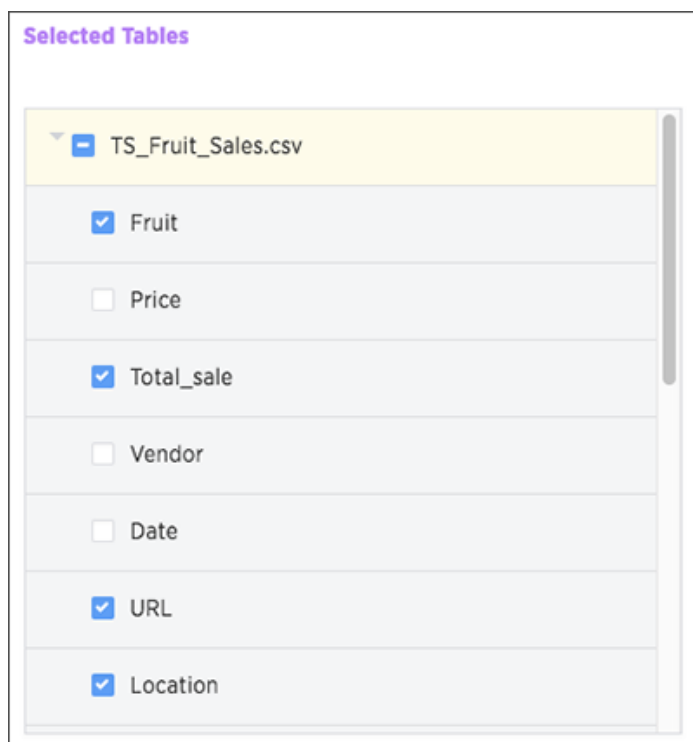 Selected Tables
TS_Fruit_Sales.csv
Fruit
Price
Total_sale
Vendor
Date
URL
Location